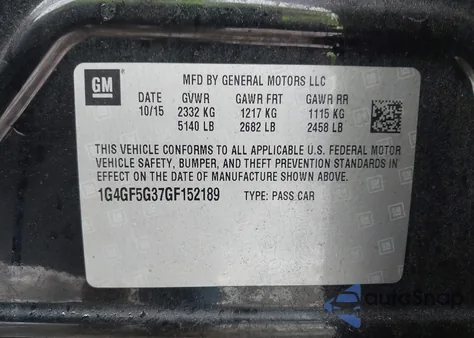 GM
MFD BY GENERAL MOTORS LLC
DATE GVWR GAWR FRT GAWR RR
10/15 2332 KG 1217 KG 1115 KG
5140 LB 2682 LB 2458 LB
THIS VEHICLE CONFORMS TO ALL APPLICABLE U.S. FEDERAL MOTOR
VEHICLE SAFETY, BUMPER, AND THEFT PREVENTION STANDARDS IN
EFFECT ON THE DATE OF MANUFACTURE SHOWN ABOVE.
1G4GF5G37GF152189 TYPE: PASS CAR
autoSnap